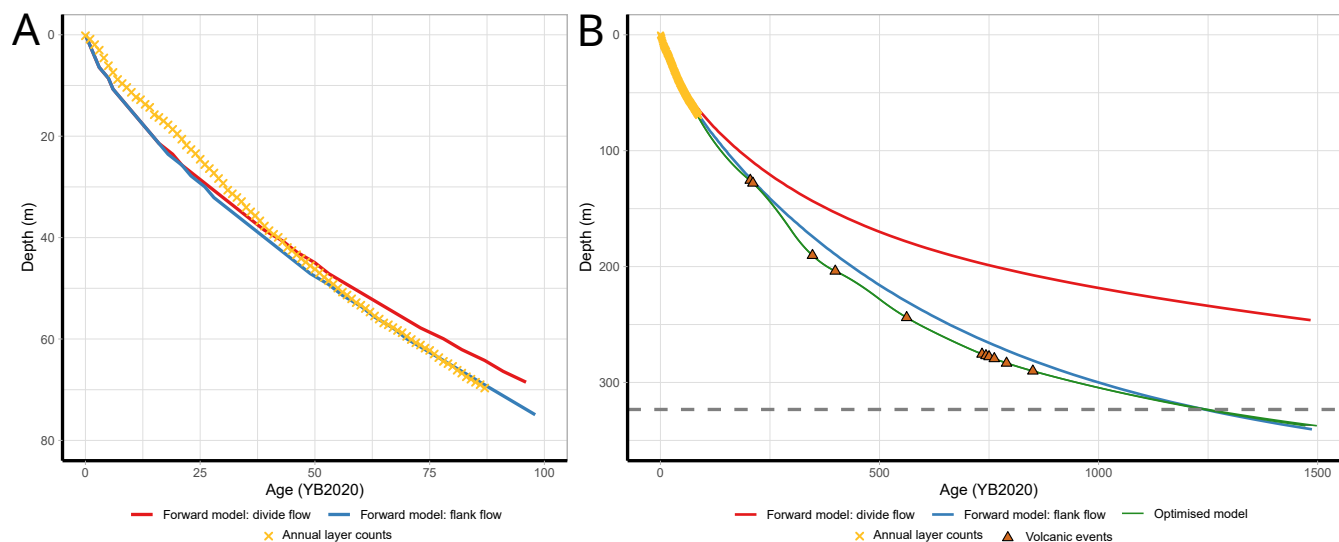 A
0
20
40
60
80
Depth (m)
0
25
50
75
100
Age (YB2020)
Forward model: divide flow
Forward model: flank flow
Annual layer counts
B
0
100
200
300
Depth (m)
0
500
1000
1500
Age (YB2020)
Forward model: divide flow
Forward model: flank flow
Optimised model
Annual layer counts
Volcanic events